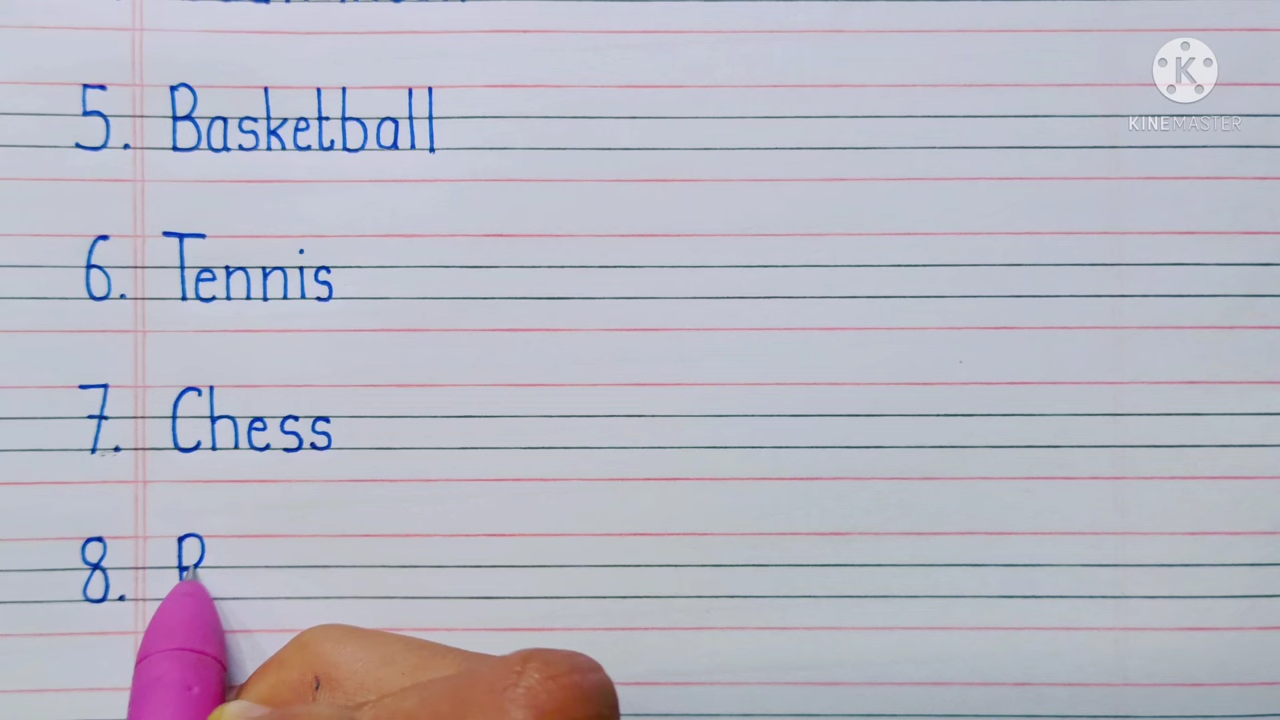 5. Basketball
6. Tennis
7. Chess
8.
K
KINEMASTER